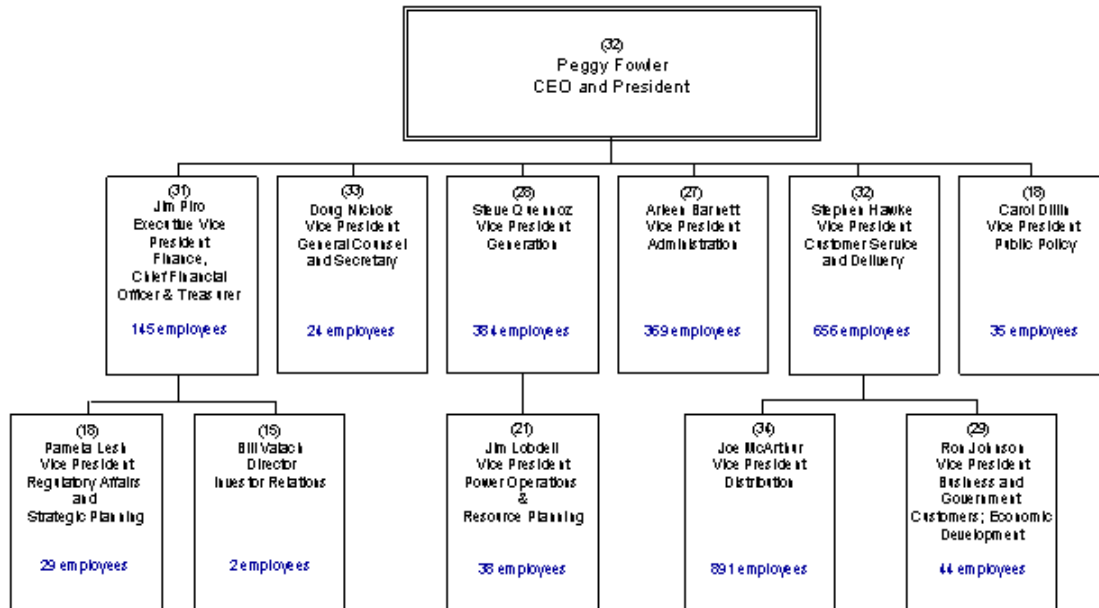 (32)
Peggy Fowler
CEO and President
(31)
Jim Piro
Executive Vice
President
Finance,
Chief Financial
Officer & Treasurer
145 employees
(33)
Doug Nichols
Vice President
General Counsel
and Secretary
24 employees
(28)
Steve Quennoz
Vice President
Generation
384 employees
(27)
Arleen Barnett
Vice President
Administration
369 employees
(32)
Stephen Hawke
Vice President
Customer Service
and Delivery
656 employees
(18)
Carol Dillin
Vice President
Public Policy
35 employees
(18)
Pamela Lesh
Vice President
Regulatory Affairs
and
Strategic Planning
29 employees
(15)
Bill Valach
Director
Investor Relations
2 employees
(21)
Jim Lobdell
Vice President
Power Operations
&
Resource Planning
38 employees
Joe McArthur
Vice President
Distribution
891 employees
(29)
Ron Johnson
Vice President
Business and
Government
Customers; Economic
Development
44 employees